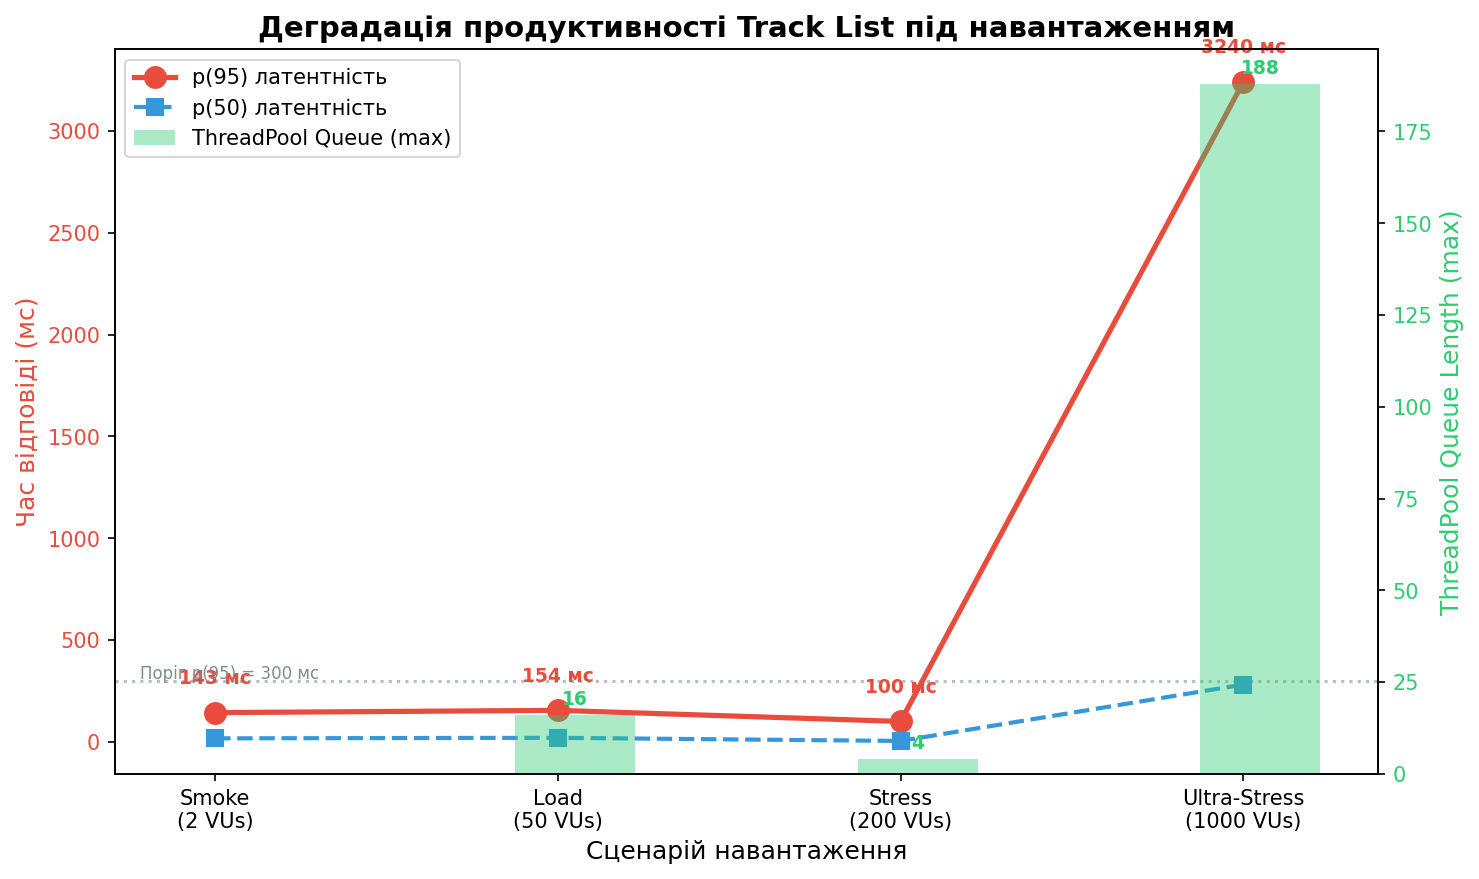 Деградація продуктивності Track List під навантаженням
p(95) латентність
p(50) латентність
ThreadPool Queue (max)
3240 мс
188
3000
2500
2000
1500
1000
500
0
Час відповіді (мс)
175
150
125
100
75
50
25
0
ThreadPool Queue Length (max)
Поріг p(95) = 300 мс
143 мс
154 мс
16
100 мс
4
Smoke
(2 VUs)
Load
(50 VUs)
Stress
(200 VUs)
Ultra-Stress
(1000 VUs)
Сценарій навантаження